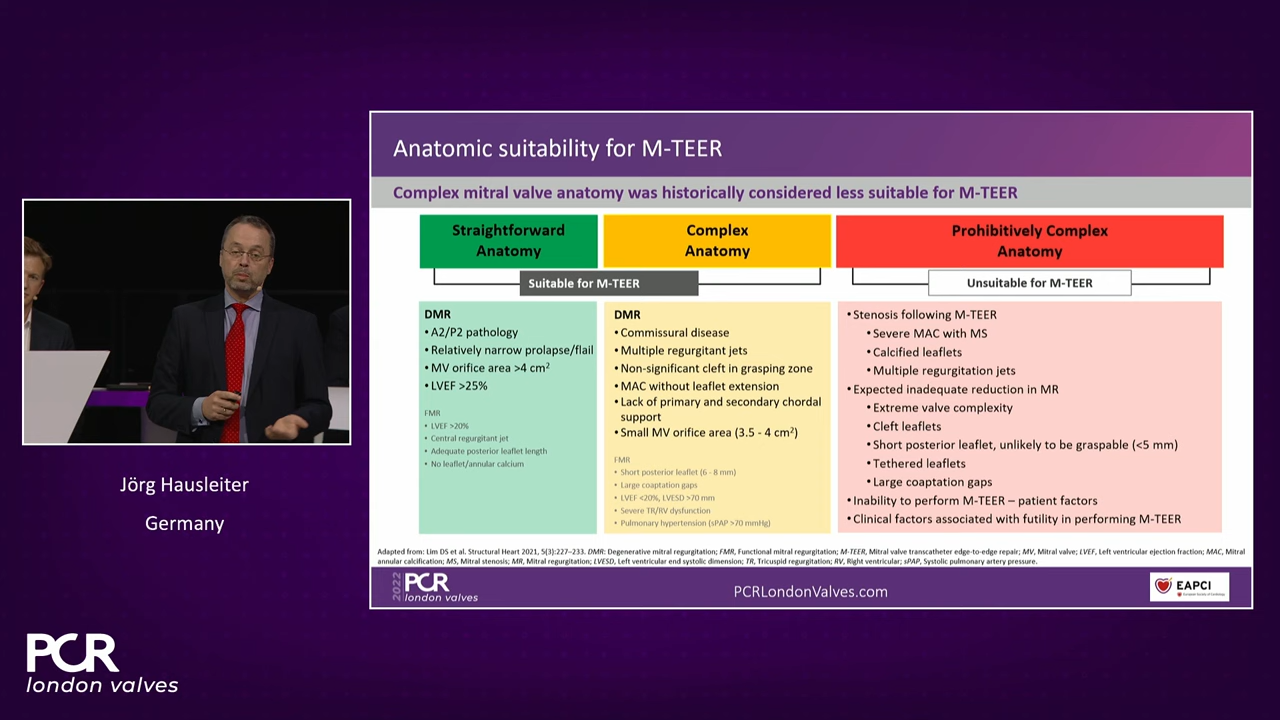 Anatomic suitability for M-TEER
Complex mitral valve anatomy was historically considered less suitable for M-TEER
Straightforward
Anatomy
Complex
Anatomy
Prohibitively Complex
Anatomy
Suitable for M-TEER
Unsuitable for M-TEER
DMR
• A2/P2 pathology
• Relatively narrow prolapse/flail
• MV orifice area >4 cm²
• LVEF >25%
FMR
• LVEF >20%
• Central regurgitant jet
• Adequate posterior leaflet length
• No leaflet/annular calcium
DMR
• Commissural disease
• Multiple regurgitant jets
• Non-significant cleft in grasping zone
• MAC without leaflet extension
• Lack of primary and secondary chordal
support
• Small MV orifice area (3.5 - 4 cm²)
FMR
• Short posterior leaflet (6 - 8 mm)
• Large coaptation gaps
• LVEF <20%, LVESD >70 mm
• Severe TR/RV dysfunction
• Pulmonary hypertension (sPAP >70 mmHg)
• Stenosis following M-TEER
• Severe MAC with MS
• Calcified leaflets
• Multiple regurgitation jets
• Expected inadequate reduction in MR
• Extreme valve complexity
• Cleft leaflets
• Short posterior leaflet, unlikely to be graspable (<5 mm)
• Tethered leaflets
• Large coaptation gaps
• Inability to perform M-TEER – patient factors
• Clinical factors associated with futility in performing M-TEER
Adapted from: Lim DS et al. Structural Heart 2021, 5(3):227–233. DMR: Degenerative mitral regurgitation; FMR, Functional mitral regurgitation; M-TEER, Mitral valve transcatheter edge-to-edge repair; MV, Mitral valve; LVEF, Left ventricular ejection fraction; MAC, Mitral
annular calcification; MS, Mitral stenosis; MR, Mitral regurgitation; LVESD, Left ventricular end systolic dimension; TR, Tricuspid regurgitation; RV, Right ventricular; sPAP, Systolic pulmonary artery pressure.
2022
PCR
london valves
PCRLondonValves.com
EAPCI
Jörg Hausleiter
Germany
PCR
london valves